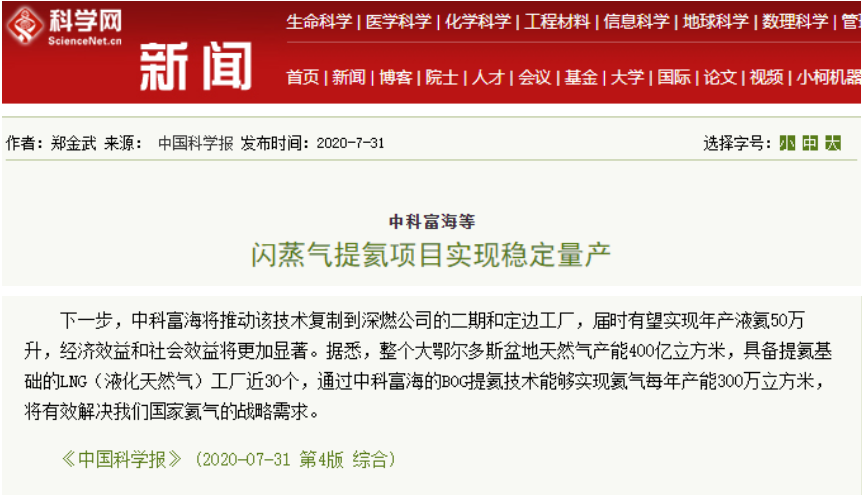 科学网
ScienceNet.cn
新闻
生命科学 | 医学科学 | 化学科学 | 工程材料 | 信息科学 | 地球科学 | 数理科学 | 管
首页 | 新闻 | 博客 | 院士 | 人才 | 会议 | 基金 | 大学 | 国际 | 论文 | 视频 | 小柯机器
作者：郑金武 来源： 中国科学报 发布时间：2020-7-31
选择字号：小 中 大
中科富海等
闪蒸气提氦项目实现稳定量产
下一步，中科富海将推动该技术复制到深燃公司的二期和定边工厂，届时有望实现年产液氦50万
升，经济效益和社会效益将更加显著。据悉，整个大鄂尔多斯盆地天然气产能400亿立方米，具备提氦基
础的LNG（液化天然气）工厂近30个，通过中科富海的BOG提氦技术能够实现氦气每年产能300万立方米，
将有效解决我们国家氦气的战略需求。
《中国科学报》 (2020-07-31 第4版 综合)